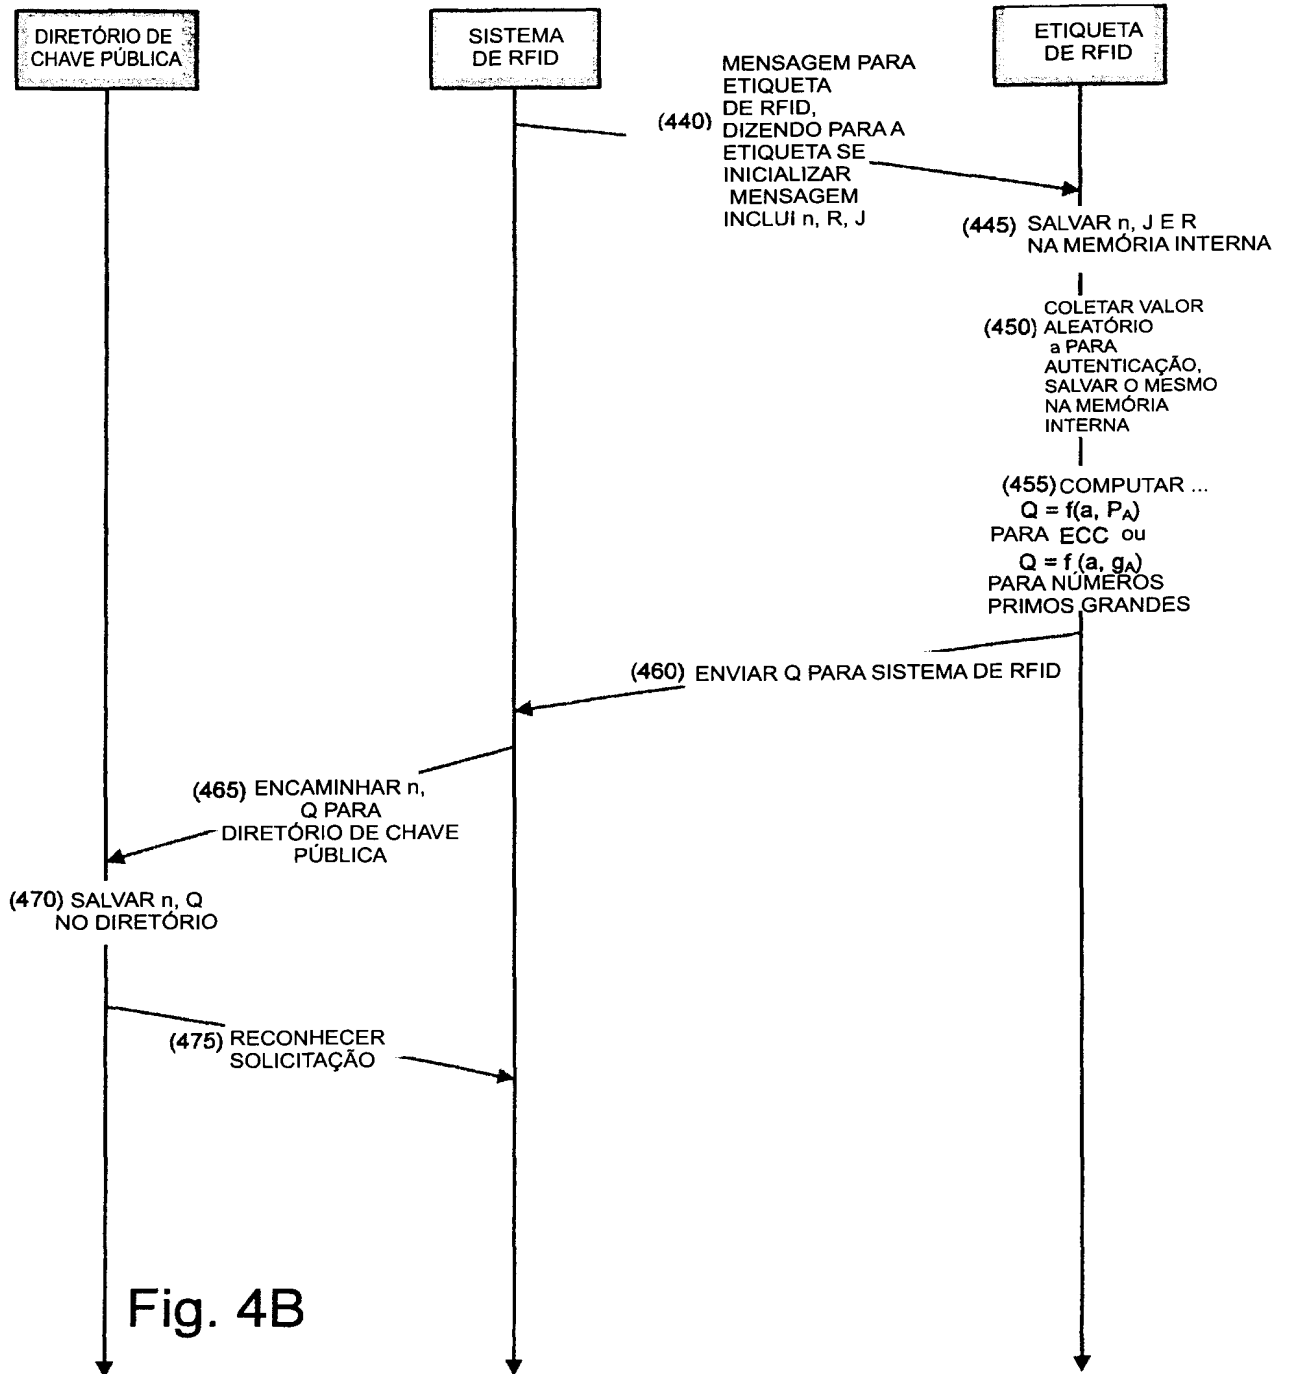 DIRETÓRIO DE
CHAVE PÚBLICA
SISTEMA
DE RFID
ETIQUETA
DE RFID
(440) MENSAGEM PARA
ETIQUETA
DE RFID,
DIZENDO PARA A
ETIQUETA SE
INICIALIZAR
MENSAGEM
INCLUI n, R, J
(445) SALVAR n, J E R
NA MEMÓRIA INTERNA
(450) COLETAR VALOR
ALEATÓRIO
a PARA
AUTENTICAÇÃO,
SALVAR O MESMO
NA MEMÓRIA
INTERNA
(455) COMPUTAR ...
Q = f(a, P_A)
PARA ECC ou
Q = f (a, g_A)
PARA NÚMEROS
PRIMOS GRANDES
(460) ENVIAR Q PARA SISTEMA DE RFID
(465) ENCAMINHAR n,
Q PARA
DIRETÓRIO DE CHAVE
PÚBLICA
(470) SALVAR n, Q
NO DIRETÓRIO
(475) RECONHECER
SOLICITAÇÃO
Fig. 4B